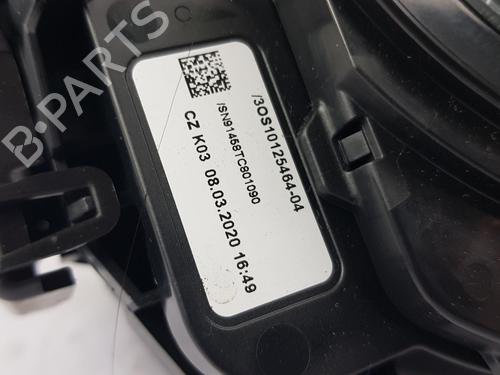 /3OS10125464-04
/SN91468TC801090
CZ K03 08.03.2020 16:49
B-PARTS